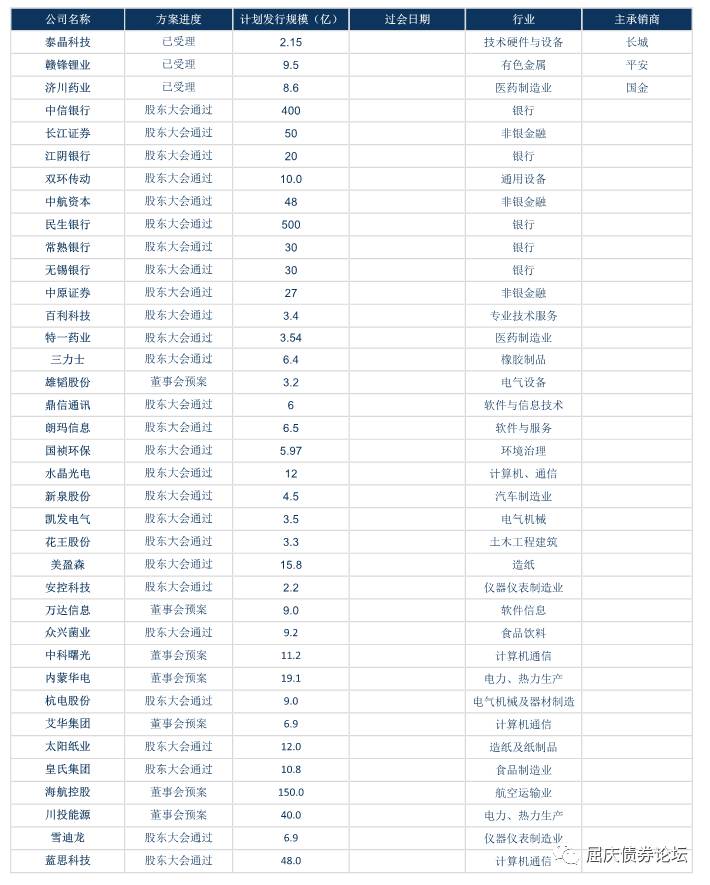 公司名称 方案进度 计划发行规模（亿） 过会日期 行业 主承销商
泰晶科技 已受理 2.15 技术硬件与设备 长城
赣锋锂业 已受理 9.5 有色金属 平安
济川药业 已受理 8.6 医药制造业 国金
中信银行 股东大会通过 400 银行
长江证券 股东大会通过 50 非银金融
江阴银行 股东大会通过 20 银行
双环传动 股东大会通过 10.0 通用设备
中航资本 股东大会通过 48 非银金融
民生银行 股东大会通过 500 银行
常熟银行 股东大会通过 30 银行
无锡银行 股东大会通过 30 银行
中原证券 股东大会通过 27 非银金融
百利科技 股东大会通过 3.4 专业技术服务
特一药业 股东大会通过 3.54 医药制造业
三力士 股东大会通过 6.4 橡胶制品
雄韬股份 董事会预案 3.2 电气设备
鼎信通讯 股东大会通过 6 软件与信息技术
朗玛信息 股东大会通过 6.5 软件与服务
国祯环保 股东大会通过 5.97 环境治理
水晶光电 股东大会通过 12 计算机、通信
新泉股份 股东大会通过 4.5 汽车制造业
凯发电气 股东大会通过 3.5 电气机械
花王股份 股东大会通过 3.3 土木工程建筑
美盈森 股东大会通过 15.8 造纸
安控科技 股东大会通过 2.2 仪器仪表制造业
万达信息 董事会预案 9.0 软件信息
众兴菌业 股东大会通过 9.2 食品饮料
中科曙光 董事会预案 11.2 计算机通信
内蒙华电 董事会预案 19.1 电力、热力生产
杭电股份 股东大会通过 9.0 电气机械及器材制造
艾华集团 董事会预案 6.9 计算机通信
太阳纸业 股东大会通过 12.0 造纸及纸制品
皇氏集团 股东大会通过 10.8 食品制造业
海航控股 董事会预案 150.0 航空运输业
川投能源 董事会预案 40.0 电力、热力生产
雪迪龙 股东大会通过 6.9 仪器仪表制造业
蓝思科技 股东大会通过 48.0 计算机通信
屈庆债券论坛